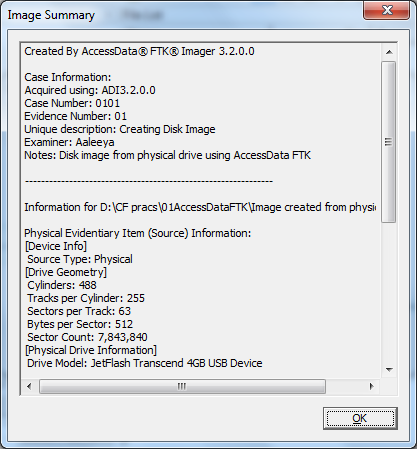 Image Summary
Created By AccessData® FTK® Imager 3.2.0.0
Case Information:
Acquired using: ADI3.2.0.0
Case Number: 0101
Evidence Number: 01
Unique description: Creating Disk Image
Examiner: Aaleeya
Notes: Disk image from physical drive using AccessData FTK
--------------------------------------------------------------
Information for D:\CF pracs\01AccessDataFTK\Image created from physic
Physical Evidentiary Item (Source) Information:
[Device Info]
Source Type: Physical
[Drive Geometry]
Cylinders: 488
Tracks per Cylinder: 255
Sectors per Track: 63
Bytes per Sector: 512
Sector Count: 7,843,840
[Physical Drive Information]
Drive Model: JetFlash Transcend 4GB USB Device
OK